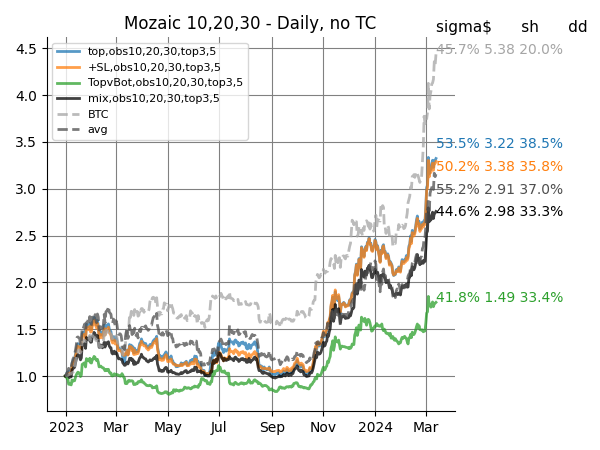 Mozaic 10,20,30 - Daily, no TC
sigma$ sh dd
top,obs10,20,30,top3,5
+SL,obs10,20,30,top3,5
TopvBot,obs10,20,30,top3,5
mix,obs10,20,30,top3,5
BTC
avg
45.7% 5.38 20.0%
53.5% 3.22 38.5%
50.2% 3.38 35.8%
55.2% 2.91 37.0%
44.6% 2.98 33.3%
41.8% 1.49 33.4%
4.5
4.0
3.5
3.0
2.5
2.0
1.5
1.0
2023 Mar May Jul Sep Nov 2024 Mar